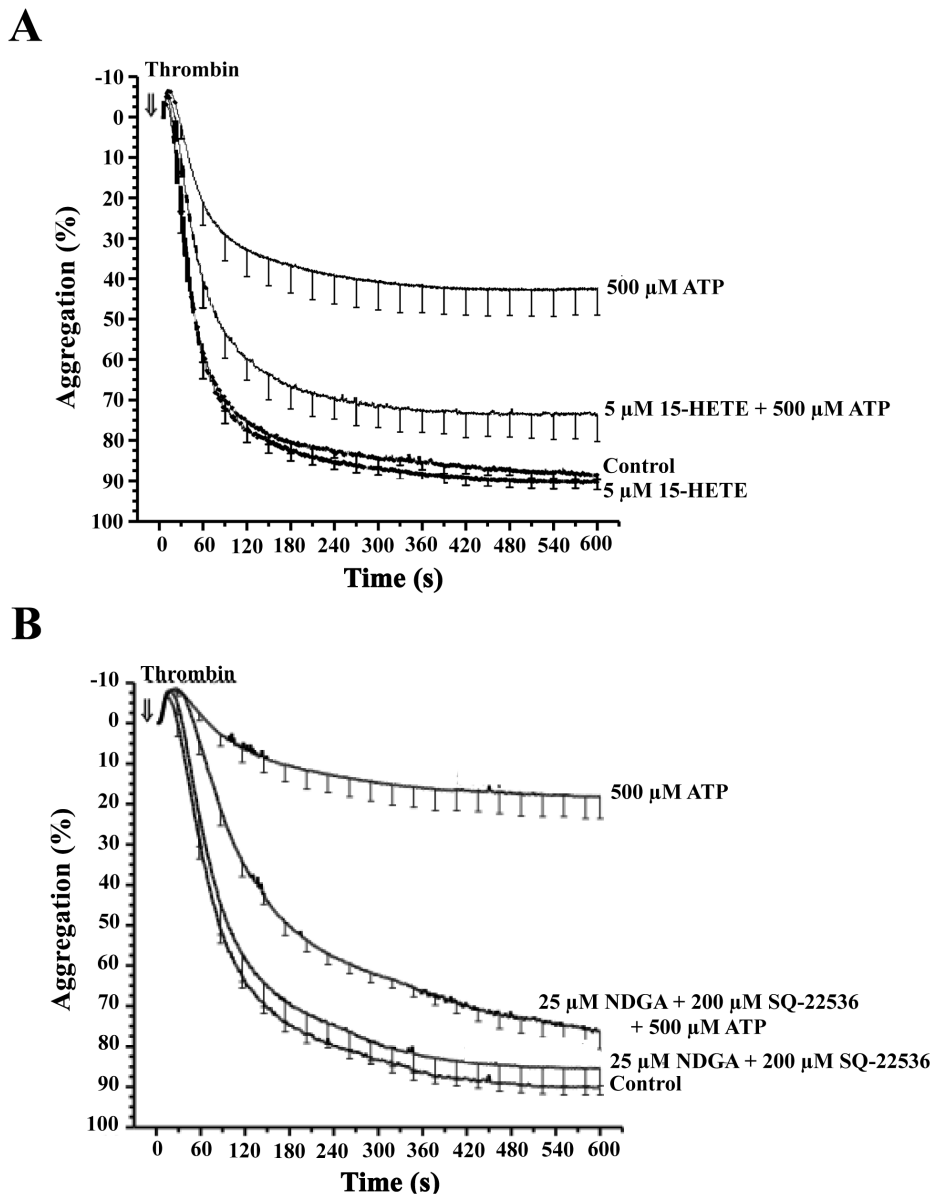 A
Thrombin
-10
0
10
20
30
40
50
60
70
80
90
100
Aggregation (%)
500 µM ATP
5 µM 15-HETE + 500 µM ATP
Control
5 µM 15-HETE
0 60 120 180 240 300 360 420 480 540 600
Time (s)
B
Thrombin
-10
0
10
20
30
40
50
60
70
80
90
100
Aggregation (%)
500 µM ATP
25 µM NDGA + 200 µM SQ-22536
+ 500 µM ATP
25 µM NDGA + 200 µM SQ-22536
Control
0 60 120 180 240 300 360 420 480 540 600
Time (s)